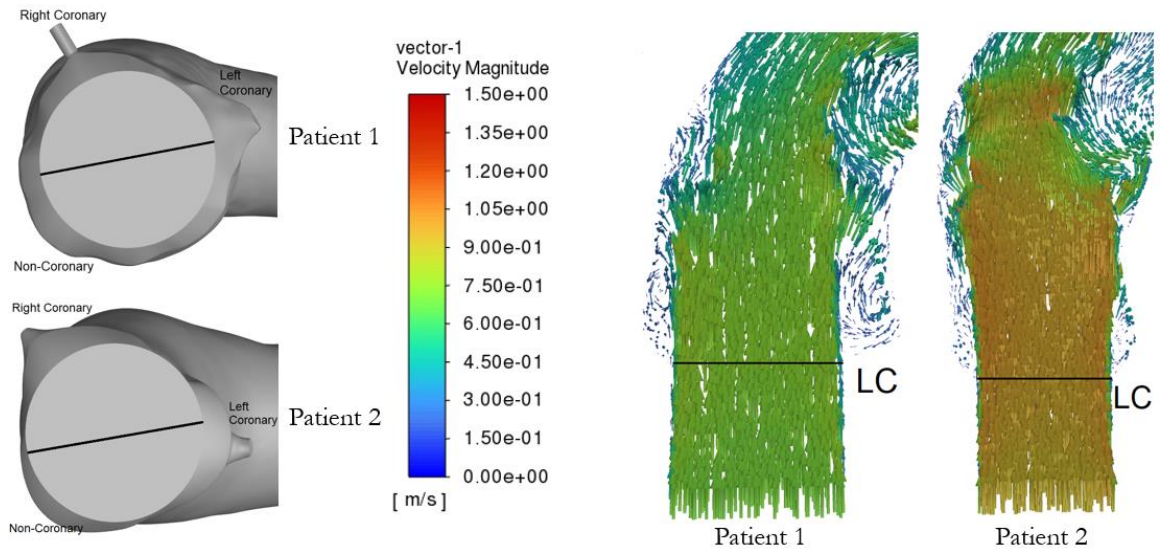 Right Coronary
Left
Coronary
Patient 1
Non-Coronary
Right Coronary
Left
Coronary
Patient 2
Non-Coronary
vector-1
Velocity Magnitude
1.50e+00
1.35e+00
1.20e+00
1.05e+00
9.00e-01
7.50e-01
6.00e-01
4.50e-01
3.00e-01
1.50e-01
0.00e+00
[ m/s ]
LC
Patient 1
LC
Patient 2